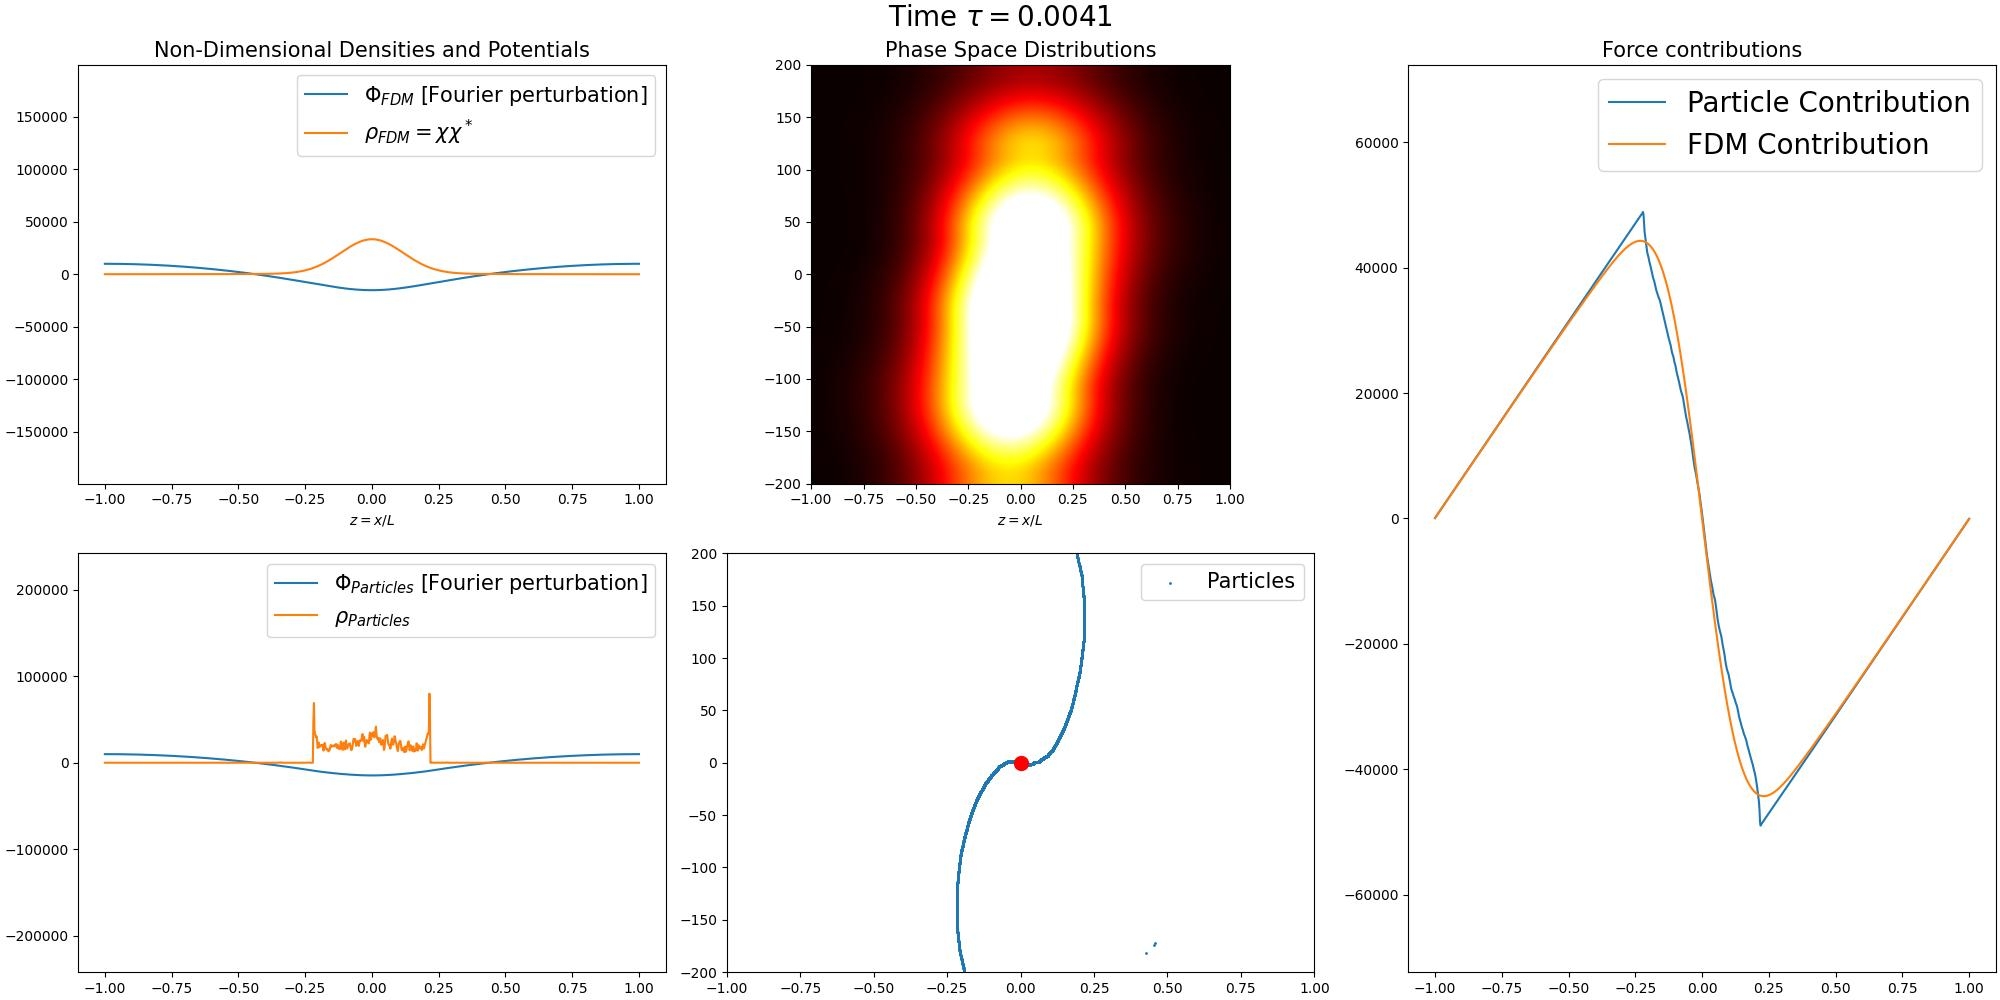 Time τ = 0.0041
Non-Dimensional Densities and Potentials
Φ_FDM [Fourier perturbation]
ρ_FDM = χχ*
150000
100000
50000
0
−50000
−100000
−150000
−1.00 −0.75 −0.50 −0.25 0.00 0.25 0.50 0.75 1.00
z = x/L
Phase Space Distributions
200
150
100
50
0
−50
−100
−150
−200
−1.00 −0.75 −0.50 −0.25 0.00 0.25 0.50 0.75 1.00
z = x/L
Force contributions
Particle Contribution
FDM Contribution
60000
40000
20000
0
−20000
−40000
−60000
−1.00 −0.75 −0.50 −0.25 0.00 0.25 0.50 0.75 1.00
Φ_Particles [Fourier perturbation]
ρ_Particles
200000
100000
0
−100000
−200000
−1.00 −0.75 −0.50 −0.25 0.00 0.25 0.50 0.75 1.00
Particles
200
150
100
50
0
−50
−100
−150
−200
−1.00 −0.75 −0.50 −0.25 0.00 0.25 0.50 0.75 1.00